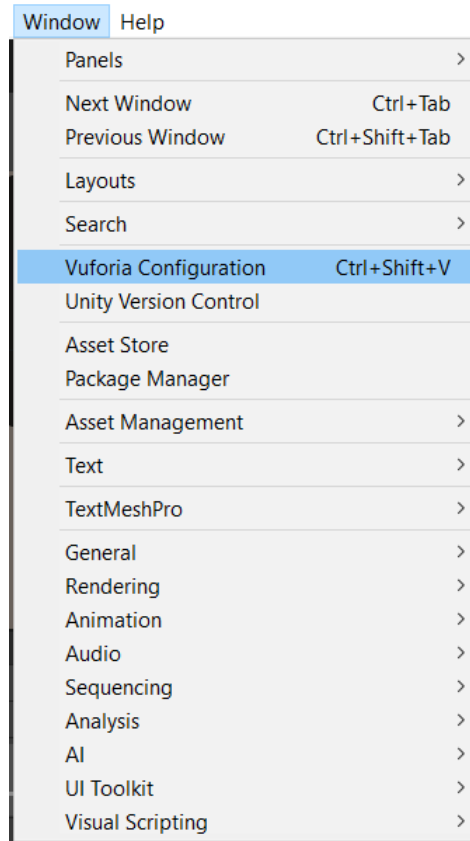 Window Help
Panels
Next Window Ctrl+Tab
Previous Window Ctrl+Shift+Tab
Layouts
Search
Vuforia Configuration Ctrl+Shift+V
Unity Version Control
Asset Store
Package Manager
Asset Management
Text
TextMeshPro
General
Rendering
Animation
Audio
Sequencing
Analysis
AI
UI Toolkit
Visual Scripting